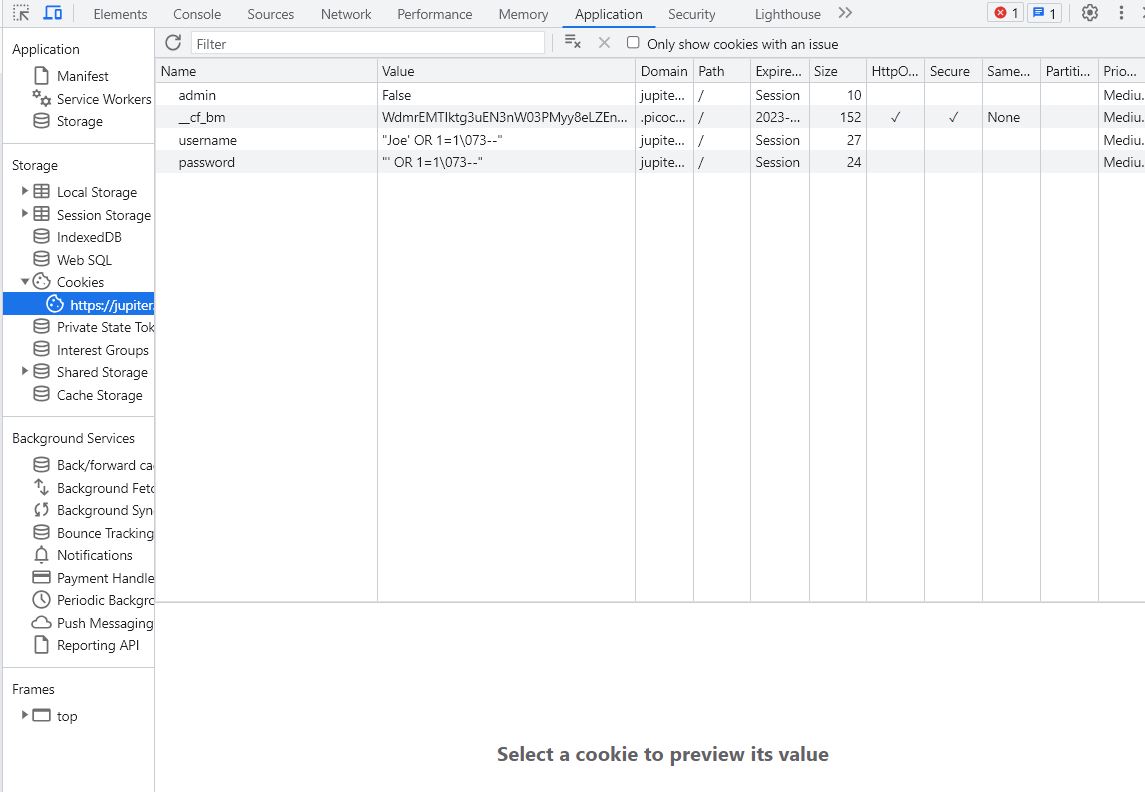 Elements Console Sources Network Performance Memory Application Security Lighthouse 1 1
Application
Manifest
Service Workers
Storage
Storage
Local Storage
Session Storage
IndexedDB
Web SQL
Cookies
https://jupiter.
Private State Tok
Interest Groups
Shared Storage
Cache Storage
Background Services
Back/forward ca
Background Fetc
Background Syn
Bounce Tracking
Notifications
Payment Handle
Periodic Backgro
Push Messaging
Reporting API
Frames
top
Filter Only show cookies with an issue
Name Value Domain Path Expire... Size HttpO... Secure Same... Partiti... Prio...
admin False jupite... / Session 10 Mediu...
__cf_bm WdmrEMTIktg3uEN3nW03PMyy8eLZEn... .picoc... / 2023-... 152 ✓ ✓ None Mediu...
username "Joe' OR 1=1\073--" jupite... / Session 27 Mediu...
password "' OR 1=1\073--" jupite... / Session 24 Mediu...
Select a cookie to preview its value